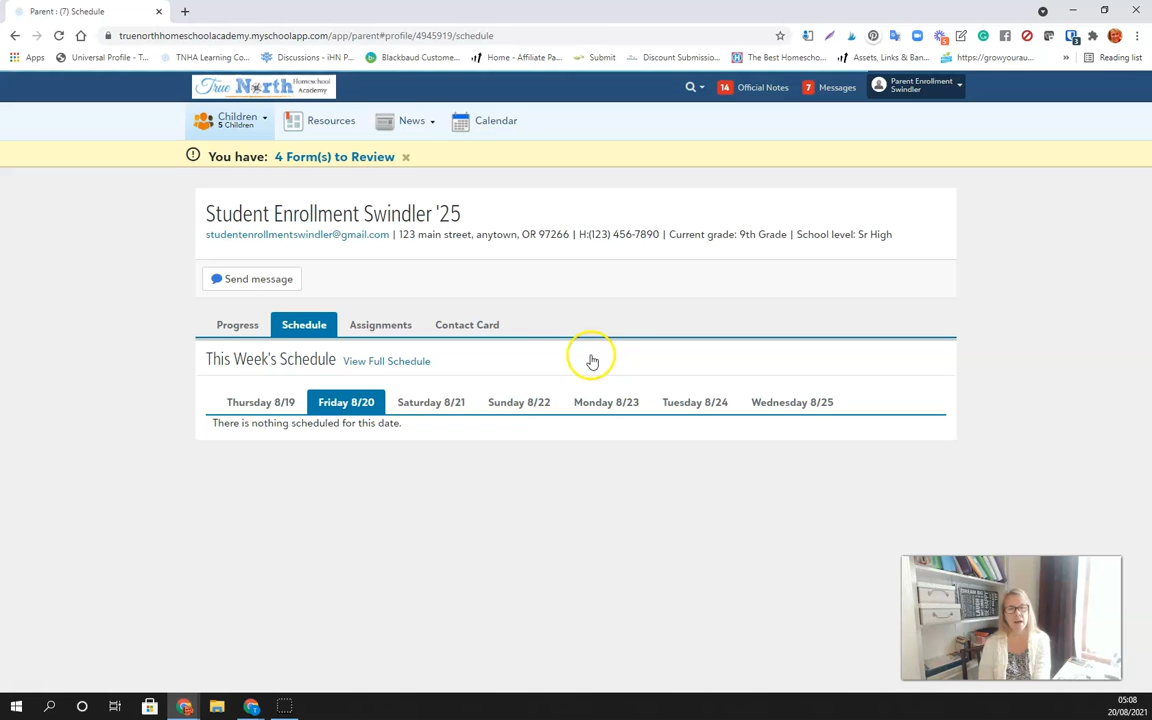 Parent : (7) Schedule
truenorthhomeschoolacademy.myschoolapp.com/app/parent#profile/4945919/schedule
Apps Universal Profile - T... TNHA Learning Co... Discussions - iHN P... Blackbaud Custome... Home - Affiliate Pa... Submit Discount Submissio... The Best Homescho... Assets, Links & Ban... https://growyourau... » Reading list
True North Homeschool Academy
14 Official Notes 7 Messages Parent Enrollment Swindler
Children 5 Children Resources News Calendar
You have: 4 Form(s) to Review
Student Enrollment Swindler '25
studentenrollmentswindler@gmail.com | 123 main street, anytown, OR 97266 | H:(123) 456-7890 | Current grade: 9th Grade | School level: Sr High
Send message
Progress Schedule Assignments Contact Card
This Week's Schedule View Full Schedule
Thursday 8/19 Friday 8/20 Saturday 8/21 Sunday 8/22 Monday 8/23 Tuesday 8/24 Wednesday 8/25
There is nothing scheduled for this date.
05:08
20/08/2021